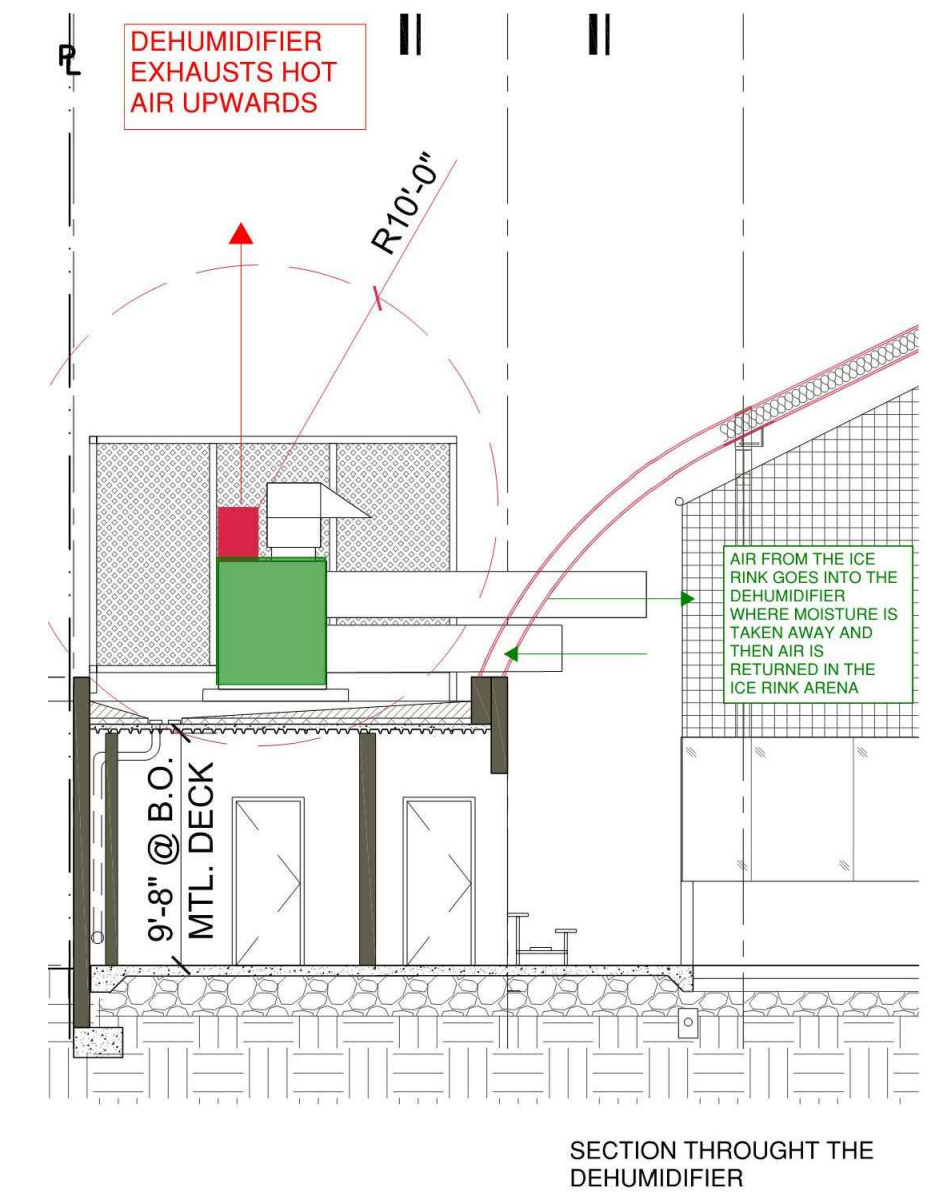 PL
DEHUMIDIFIER
EXHAUSTS HOT
AIR UPWARDS
R10'-0"
AIR FROM THE ICE
RINK GOES INTO THE
DEHUMIDIFIER
WHERE MOISTURE IS
TAKEN AWAY AND
THEN AIR IS
RETURNED IN THE
ICE RINK ARENA
9'-8" @ B.O.
MTL. DECK
SECTION THROUGHT THE
DEHUMIDIFIER